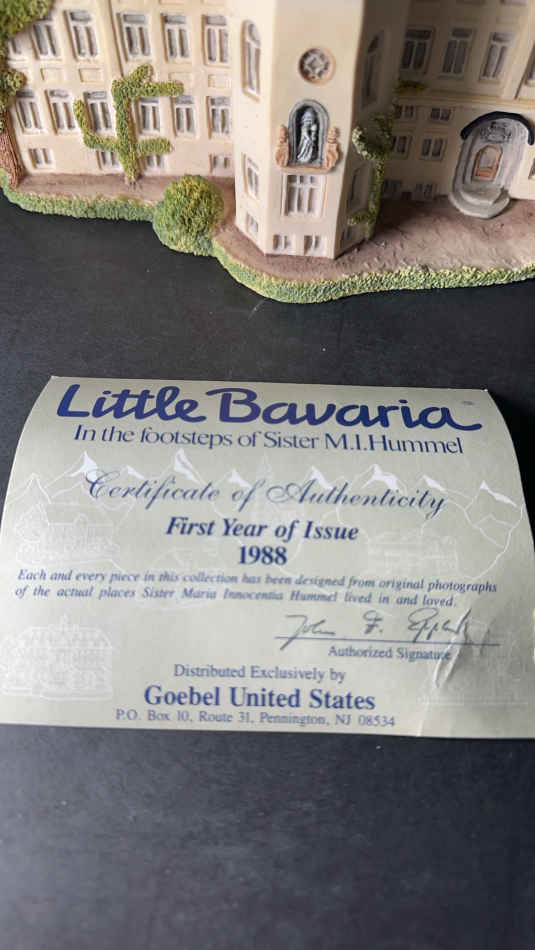 Little Bavaria
In the footsteps of Sister M.I.Hummel
Certificate of Authenticity
First Year of Issue
1988
Each and every piece in this collection has been designed from original photographs
of the actual places Sister Maria Innocentia Hummel lived in and loved.
John F.
Authorized Signature
Distributed Exclusively by
Goebel United States
P.O. Box 10, Route 31, Pennington, NJ 08534